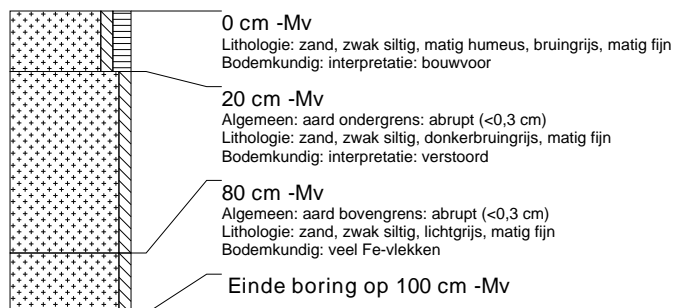 0 cm -Mv
Lithologie: zand, zwak siltig, matig humeus, bruingrijs, matig fijn
Bodemkundig: interpretatie: bouwvoor
20 cm -Mv
Algemeen: aard ondergrens: abrupt (<0,3 cm)
Lithologie: zand, zwak siltig, donkerbruingrijs, matig fijn
Bodemkundig: interpretatie: verstoord
80 cm -Mv
Algemeen: aard bovengrens: abrupt (<0,3 cm)
Lithologie: zand, zwak siltig, lichtgrijs, matig fijn
Bodemkundig: veel Fe-vlekken
Einde boring op 100 cm -Mv